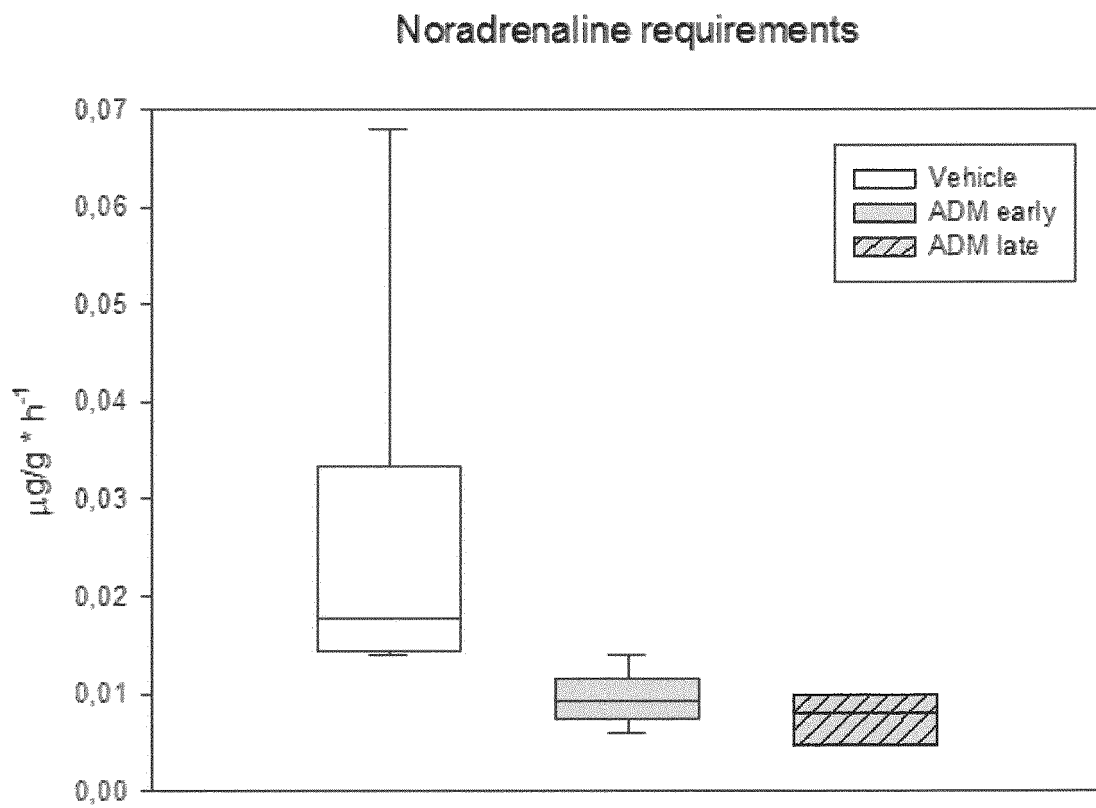 Noradrenaline requirements
0,07
0,06
0,05
0,04
0,03
0,02
0,01
0,00
µg/g * h⁻¹
Vehicle
ADM early
ADM late